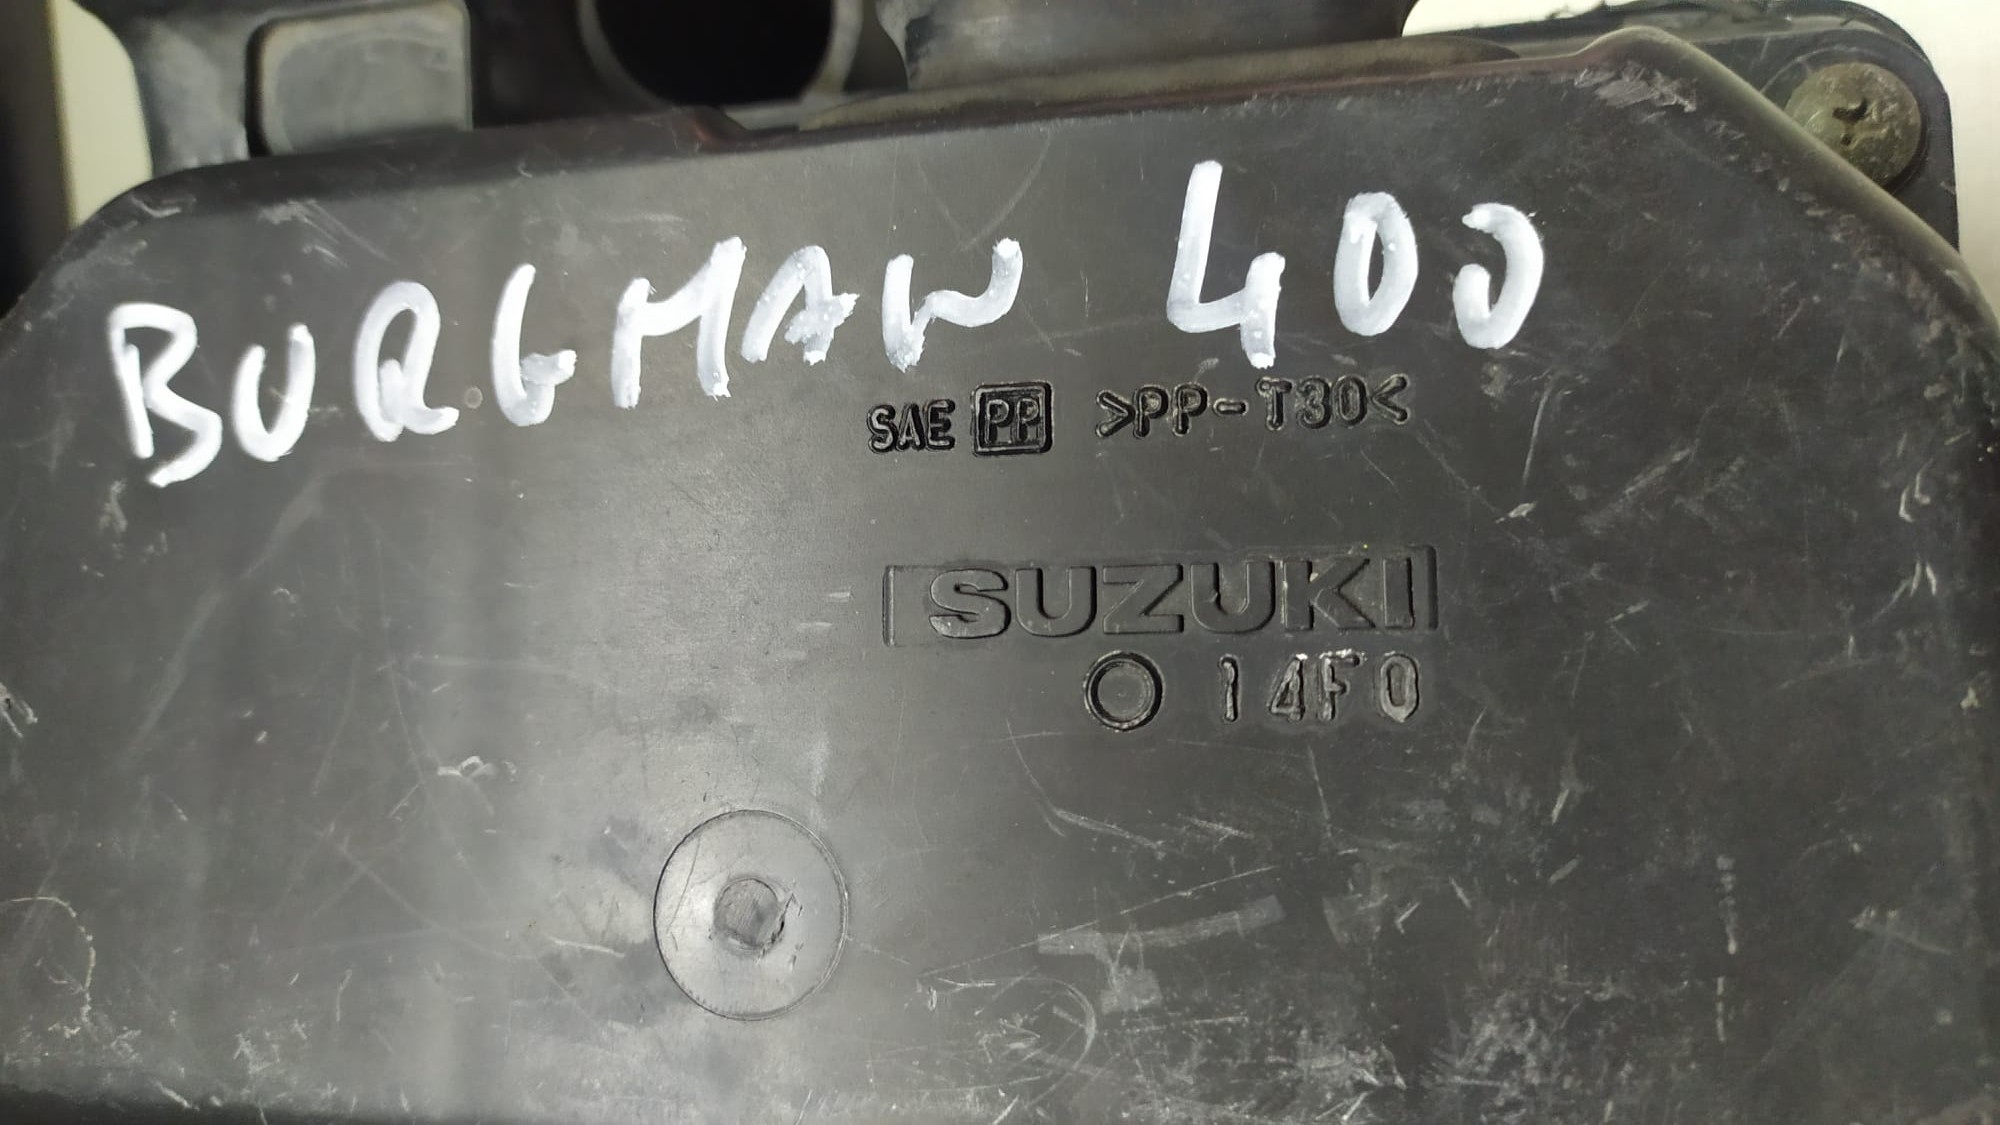 BURGMAN 400
SAE PP >PP-T30<
SUZUKI
14F0